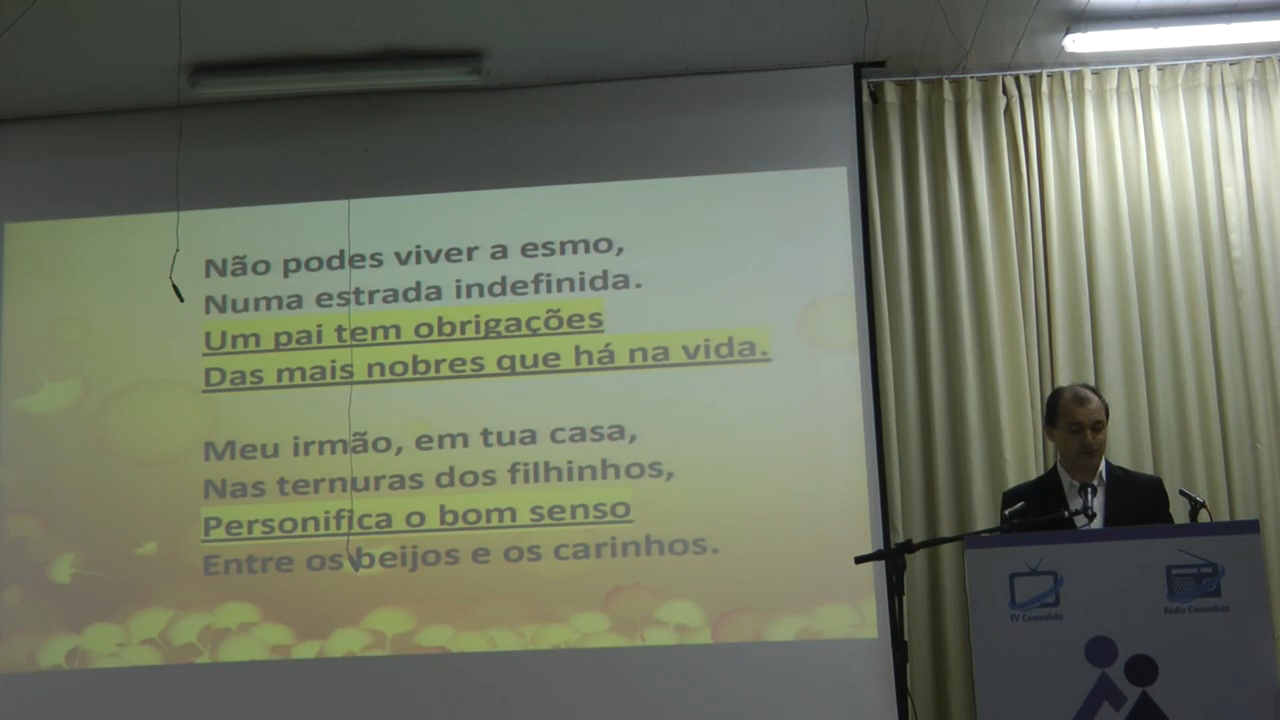 Não podes viver a esmo,
Numa estrada indefinida.
Um pai tem obrigações
Das mais nobres que há na vida.
Meu irmão, em tua casa,
Nas ternuras dos filhinhos,
Personifica o bom senso
Entre os beijos e os carinhos.
TV Comunhão
Rádio Comunhão